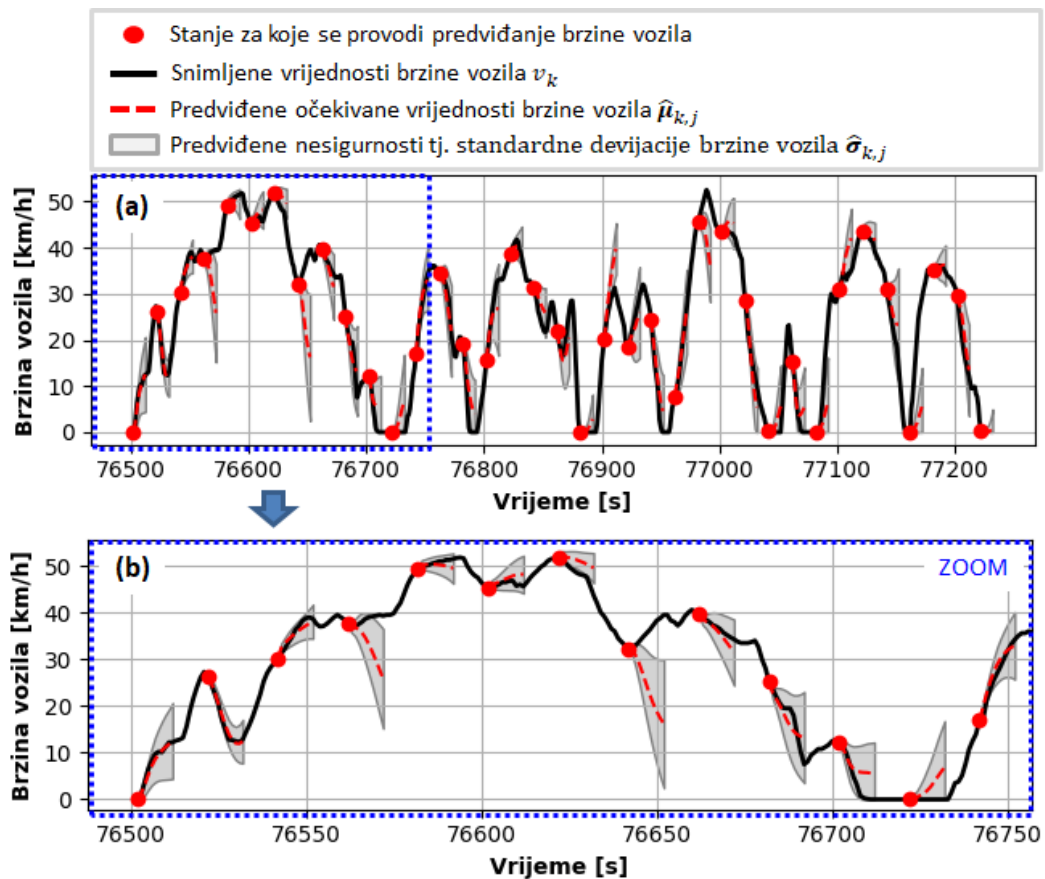 Stanje za koje se provodi predviđanje brzine vozila
Snimljene vrijednosti brzine vozila v_k
Predviđene očekivane vrijednosti brzine vozila μ̂_{k,j}
Predviđene nesigurnosti tj. standardne devijacije brzine vozila σ̂_{k,j}
(a)
Brzina vozila [km/h]
50
40
30
20
10
0
76500 76600 76700 76800 76900 77000 77100 77200
Vrijeme [s]
(b)
ZOOM
Brzina vozila [km/h]
50
40
30
20
10
0
76500 76550 76600 76650 76700 76750
Vrijeme [s]